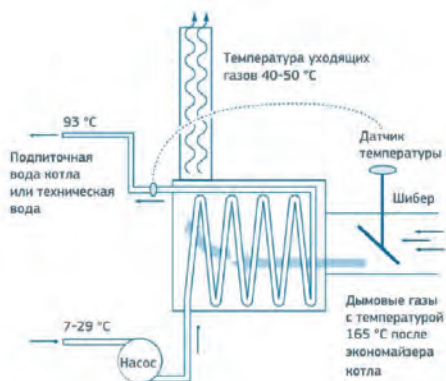 Температура уходящих
газов 40-50 °C
93 °C
Подпиточная
вода котла
или техническая
вода
Датчик
температуры
Шибер
Дымовые газы
с температурой
165 °C после
экономайзера
котла
7-29 °C
Насос